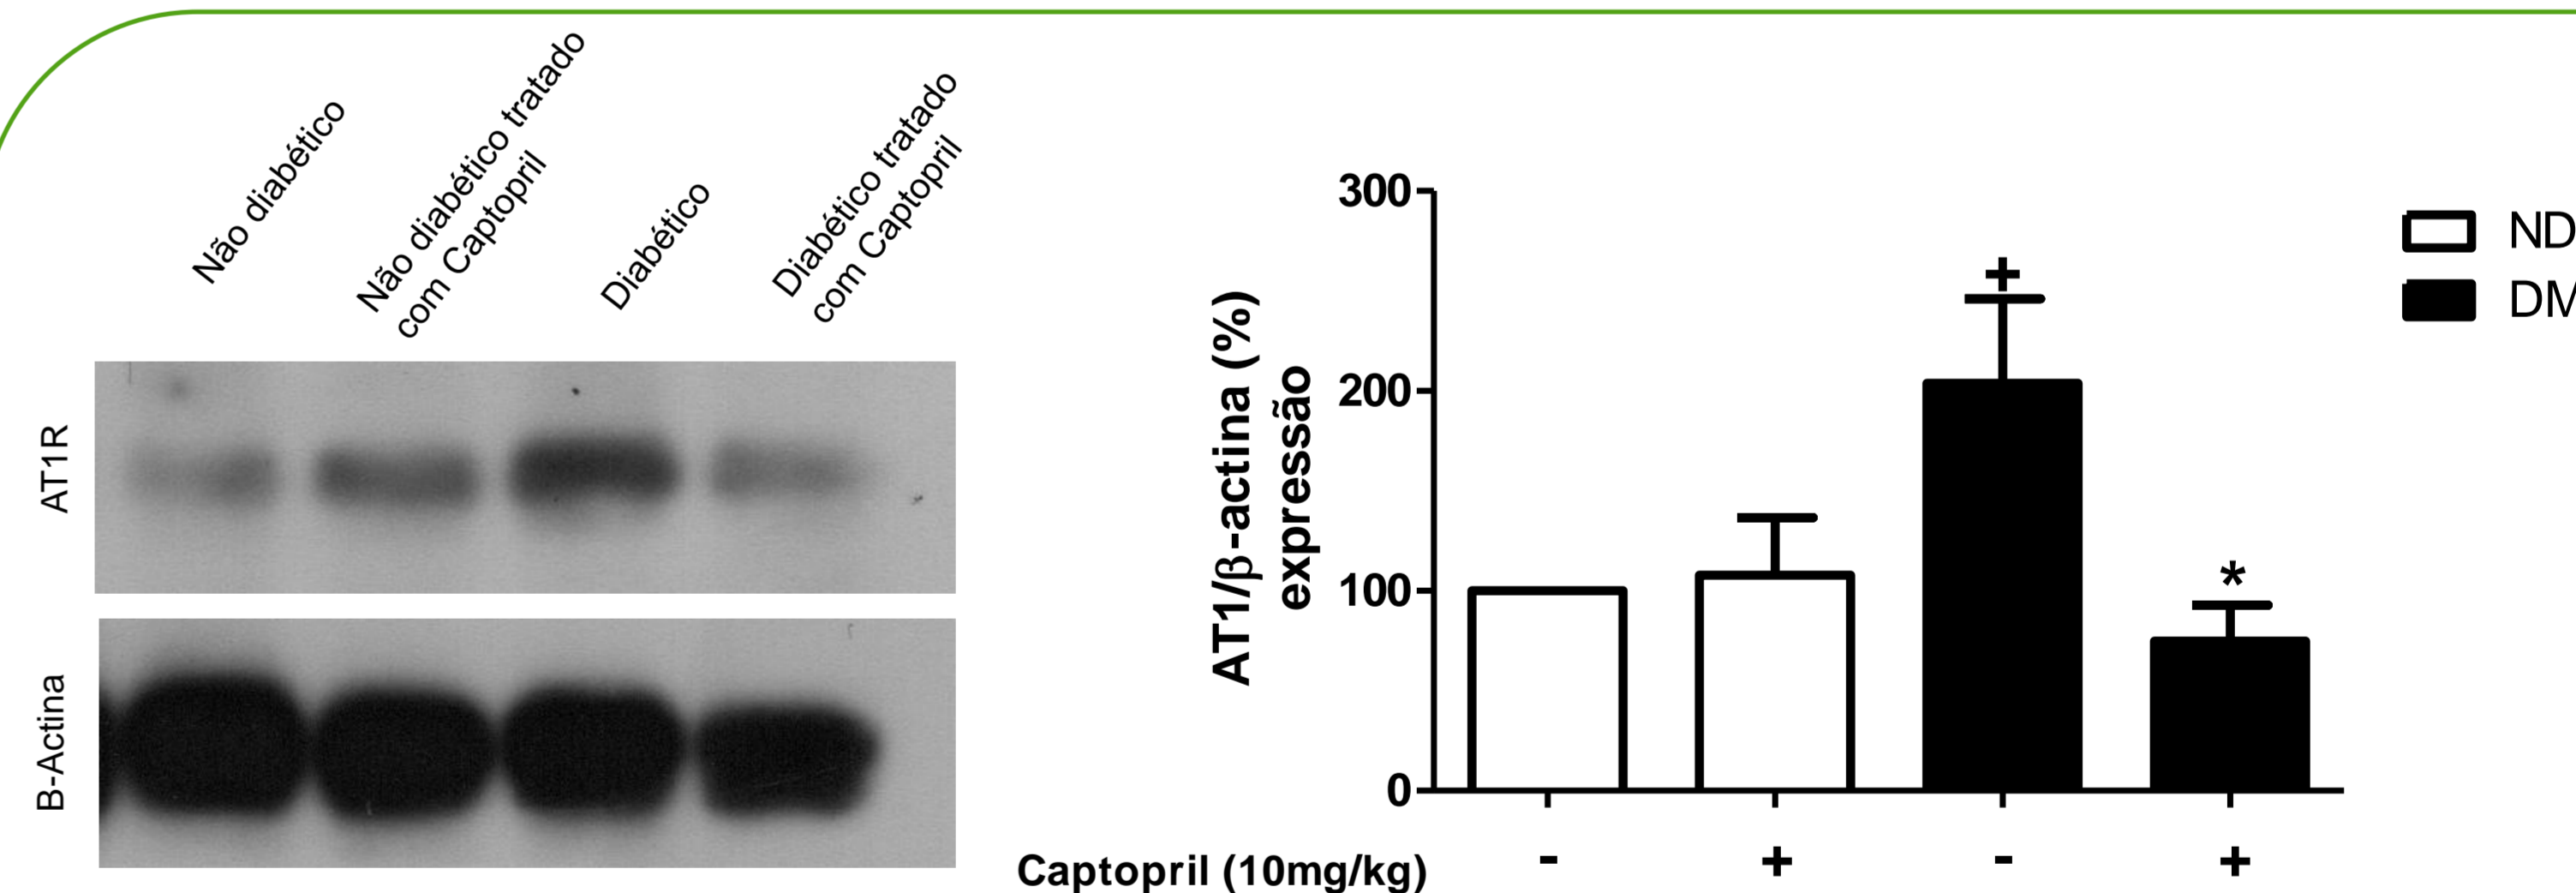 Não diabético
Não diabético tratado
com Captopril
Diabético
Diabético tratado
com Captopril
AT1R
B-Actina
AT1/β-actina (%)
expressão
300
200
100
0
+
*
ND
DM
Captopril (10mg/kg) - + - +